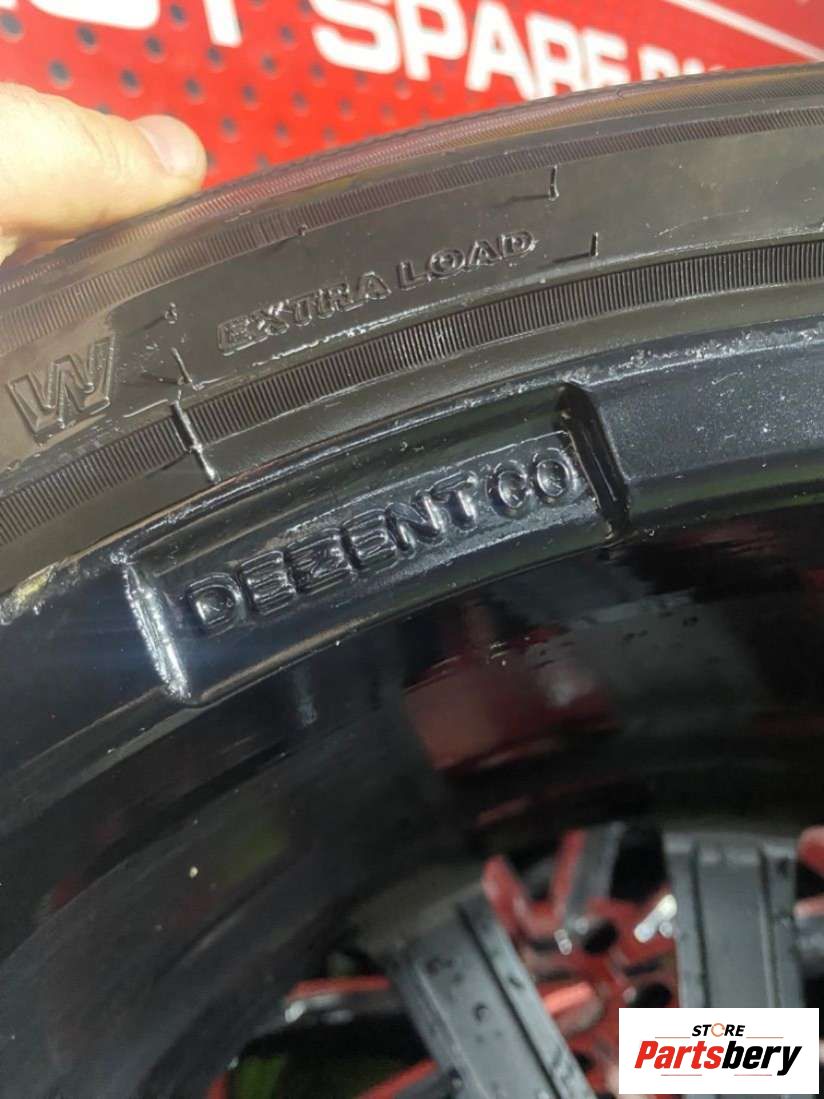 SPARE
W EXTRA LOAD
DEZENT CO
STORE
Partsbery